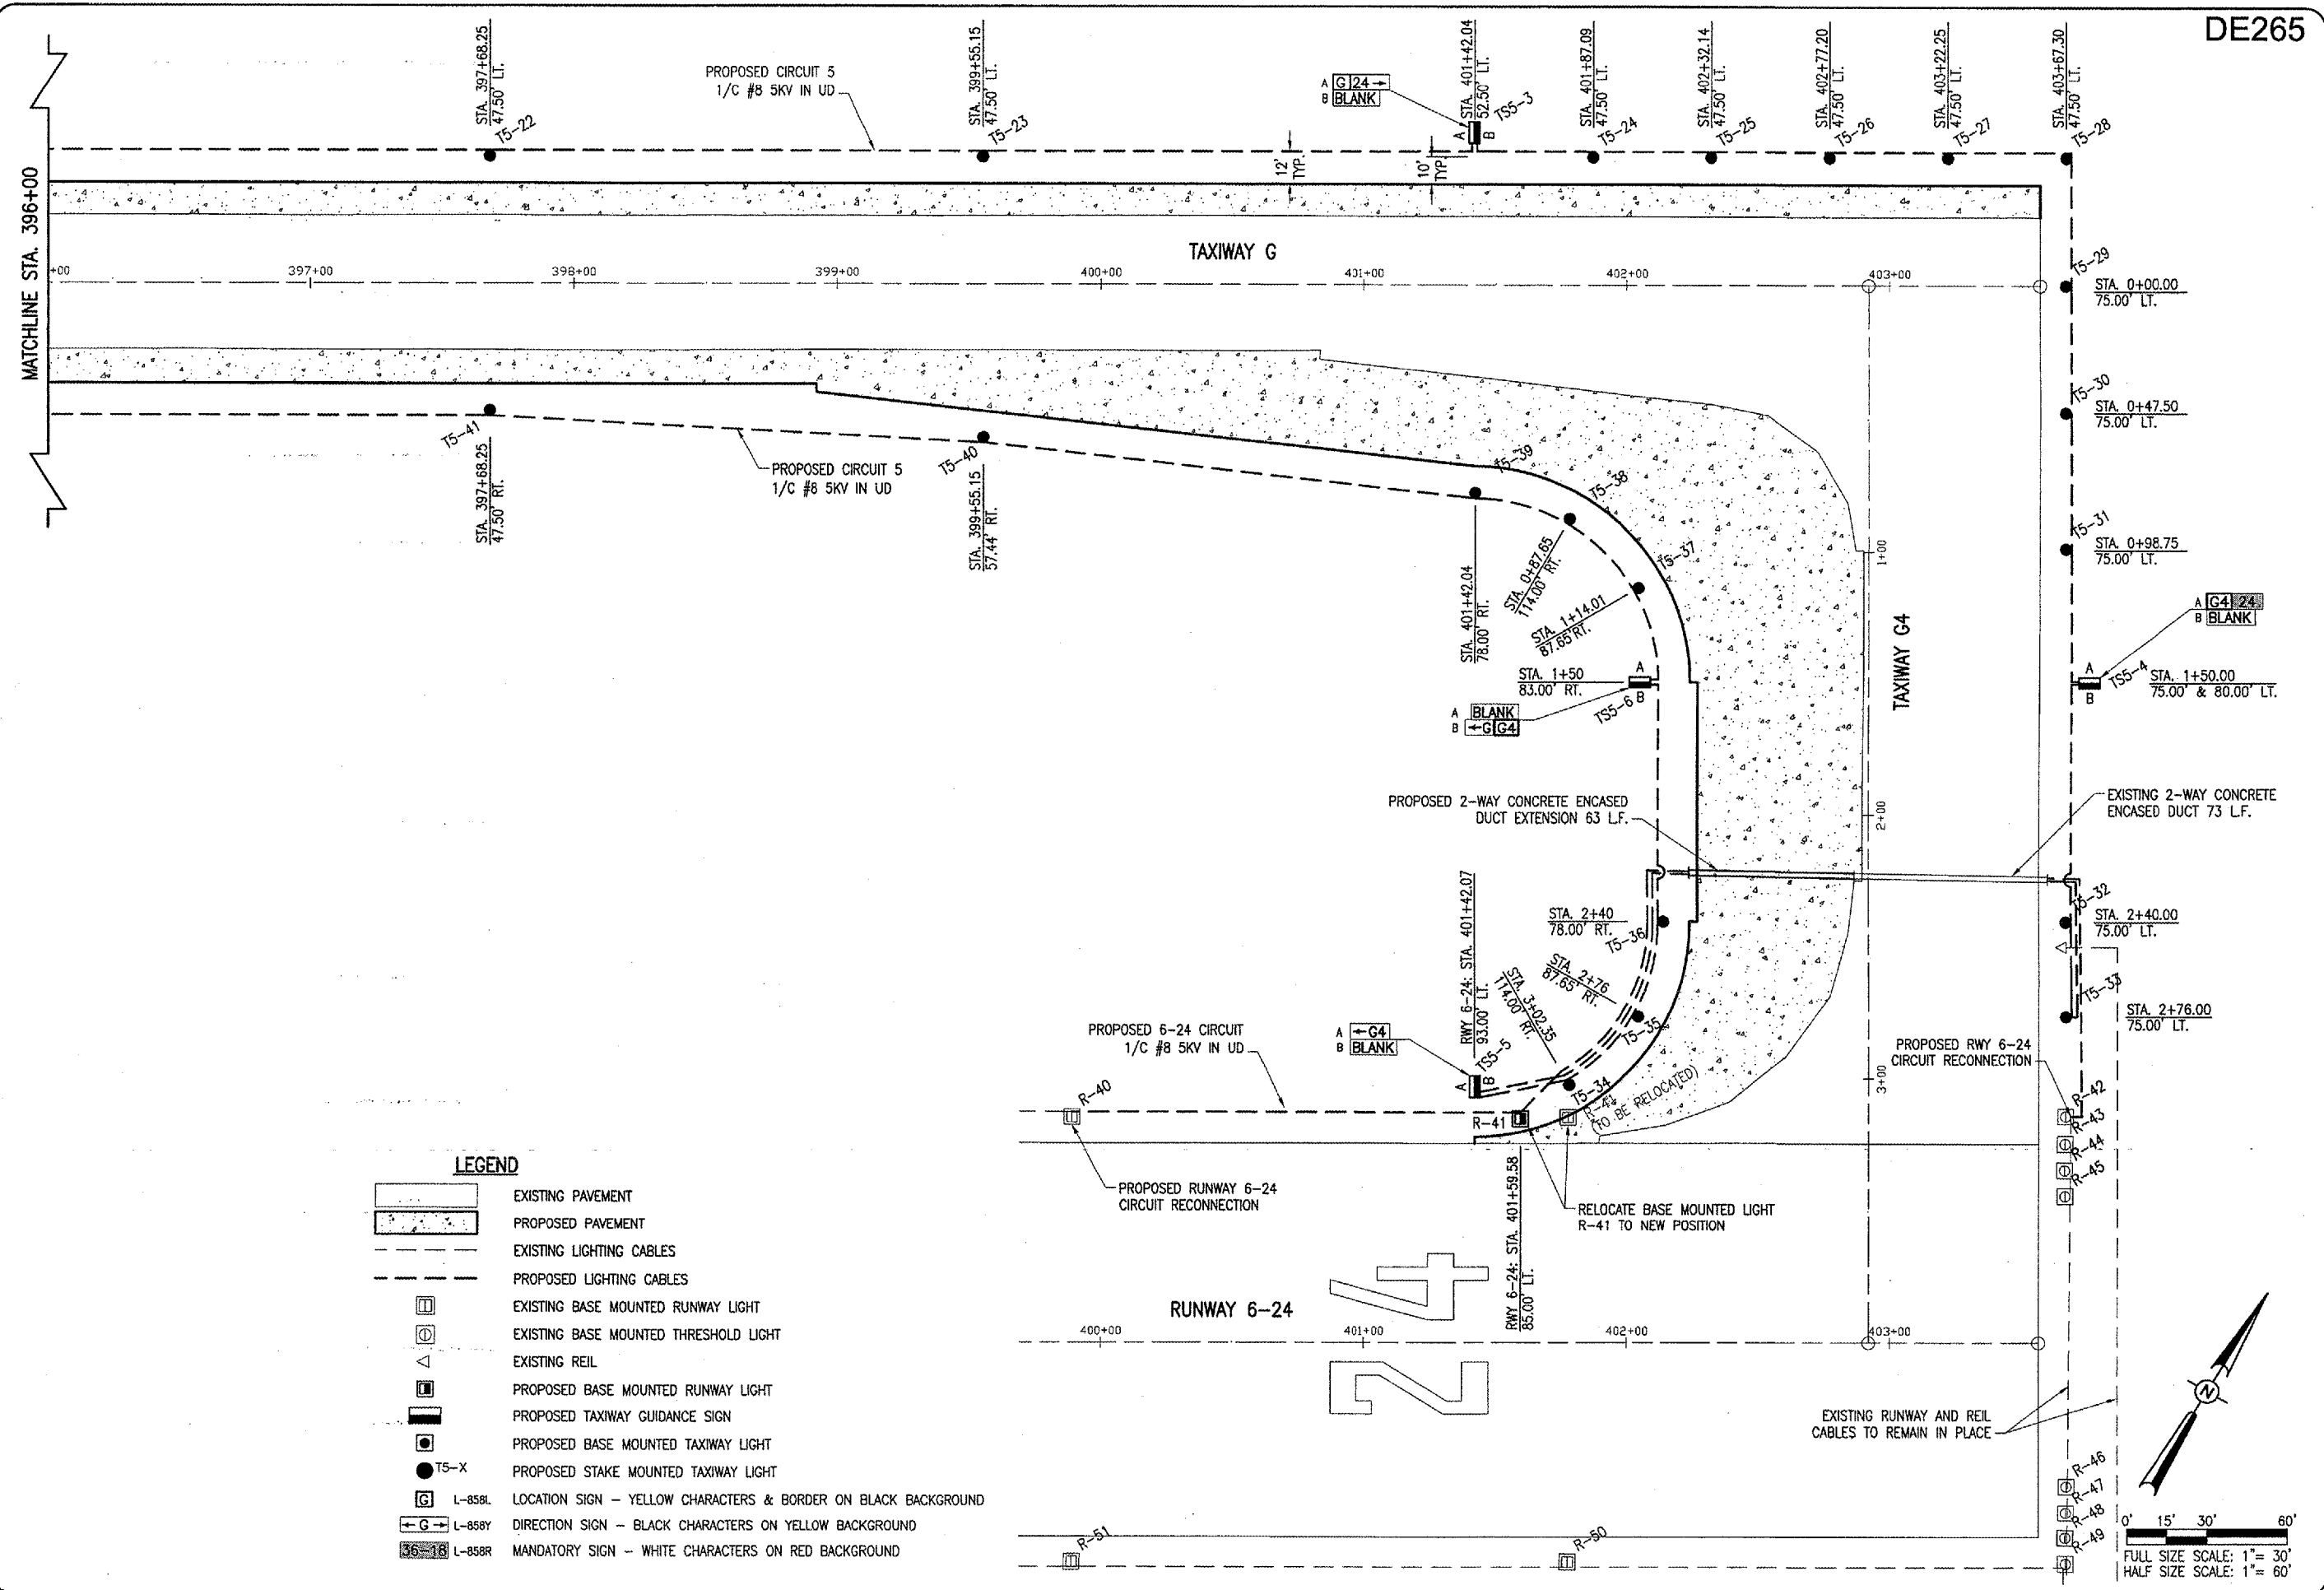 DE265
MATCHLINE STA. 396+00
STA. 397+68.25
47.50' LT.
T5-22
PROPOSED CIRCUIT 5
1/C #8 5KV IN UD
STA. 399+55.15
47.50' LT.
T5-23
A G 24 →
B BLANK
STA. 401+42.04
52.50' LT.
TS5-3
A
B
STA. 401+87.09
47.50' LT.
T5-24
STA. 402+32.14
47.50' LT.
T5-25
STA. 402+77.20
47.50' LT.
T5-26
STA. 403+22.25
47.50' LT.
T5-27
STA. 403+67.30
47.50' LT.
T5-28
12'
TYP.
10'
TYP.
TAXIWAY G
+00
397+00
398+00
399+00
400+00
401+00
402+00
403+00
T5-29
STA. 0+00.00
75.00' LT.
T5-30
STA. 0+47.50
75.00' LT.
T5-31
STA. 0+98.75
75.00' LT.
T5-41
STA. 397+68.25
47.50' RT.
PROPOSED CIRCUIT 5
1/C #8 5KV IN UD
T5-40
STA. 399+55.15
57.44' RT.
T5-39
STA. 401+42.04
78.00' RT.
T5-38
STA. 0+87.65
114.00' RT.
T5-37
STA. 1+14.01
87.65'RT.
1+00
TAXIWAY G4
A G4 24
B BLANK
A
B
TS5-4
STA. 1+50.00
75.00' & 80.00' LT.
STA. 1+50
83.00' RT.
A
B
TS5-6
A BLANK
B ←G G4
PROPOSED 2-WAY CONCRETE ENCASED
DUCT EXTENSION 63 L.F.
2+00
EXISTING 2-WAY CONCRETE
ENCASED DUCT 73 L.F.
T5-32
STA. 2+40.00
75.00' LT.
STA. 2+40
78.00' RT.
T5-36
STA. 2+76
87.65' RT.
T5-35
STA. 3+02.35
114.00' RT.
T5-34
T5-33
STA. 2+76.00
75.00' LT.
RWY 6-24: STA. 401+42.07
93.00' LT.
TS5-5
A
B
A ←G4
B BLANK
PROPOSED 6-24 CIRCUIT
1/C #8 5KV IN UD
PROPOSED RWY 6-24
CIRCUIT RECONNECTION
3+00
R-40
R-41
R-41
(TO BE RELOCATED)
R-42
R-43
R-44
R-45
PROPOSED RUNWAY 6-24
CIRCUIT RECONNECTION
RWY 6-24: STA. 401+59.58
85.00' LT.
RELOCATE BASE MOUNTED LIGHT
R-41 TO NEW POSITION
RUNWAY 6-24
24
400+00
401+00
402+00
403+00
EXISTING RUNWAY AND REIL
CABLES TO REMAIN IN PLACE
R-46
R-47
R-48
R-49
R-51
R-50
N
0' 15' 30' 60'
FULL SIZE SCALE: 1"= 30'
HALF SIZE SCALE: 1"= 60'
LEGEND
EXISTING PAVEMENT
PROPOSED PAVEMENT
EXISTING LIGHTING CABLES
PROPOSED LIGHTING CABLES
EXISTING BASE MOUNTED RUNWAY LIGHT
EXISTING BASE MOUNTED THRESHOLD LIGHT
EXISTING REIL
PROPOSED BASE MOUNTED RUNWAY LIGHT
PROPOSED TAXIWAY GUIDANCE SIGN
PROPOSED BASE MOUNTED TAXIWAY LIGHT
T5-X PROPOSED STAKE MOUNTED TAXIWAY LIGHT
G L-858L LOCATION SIGN – YELLOW CHARACTERS & BORDER ON BLACK BACKGROUND
←G→ L-858Y DIRECTION SIGN – BLACK CHARACTERS ON YELLOW BACKGROUND
36-18 L-858R MANDATORY SIGN – WHITE CHARACTERS ON RED BACKGROUND